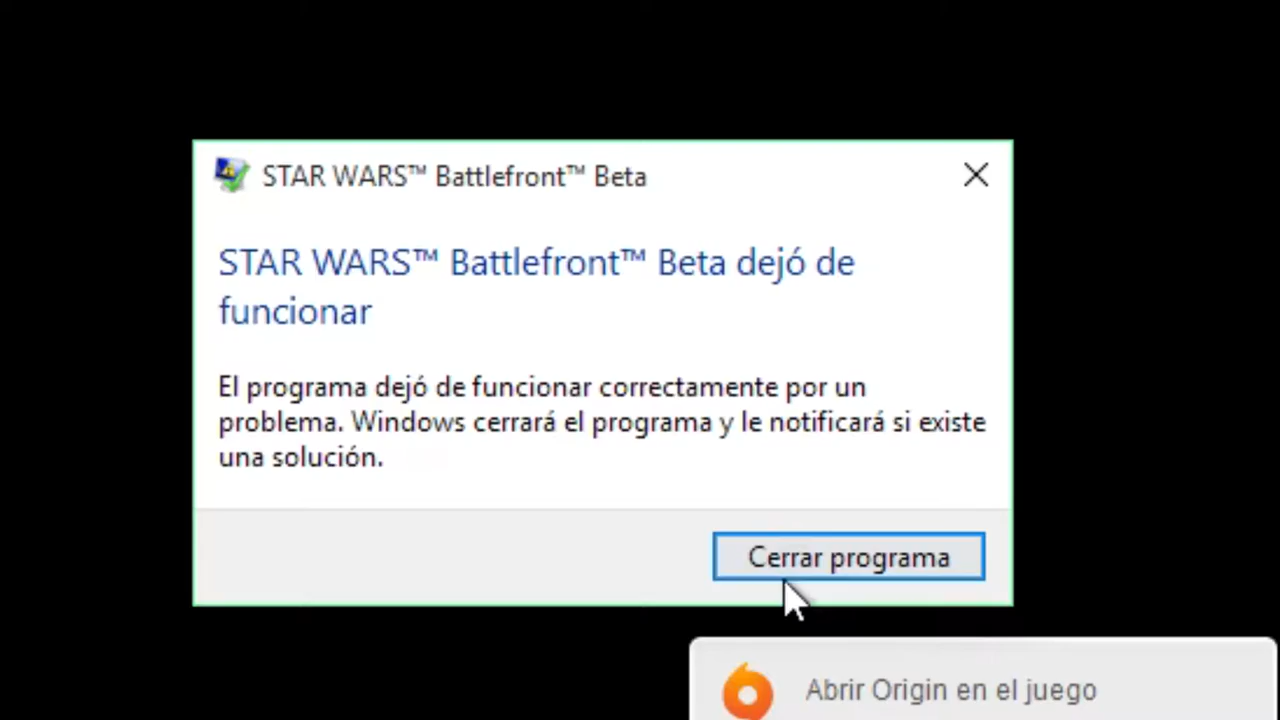 STAR WARS™ Battlefront™ Beta
STAR WARS™ Battlefront™ Beta dejó de
funcionar
El programa dejó de funcionar correctamente por un
problema. Windows cerrará el programa y le notificará si existe
una solución.
Cerrar programa
Abrir Origin en el juego